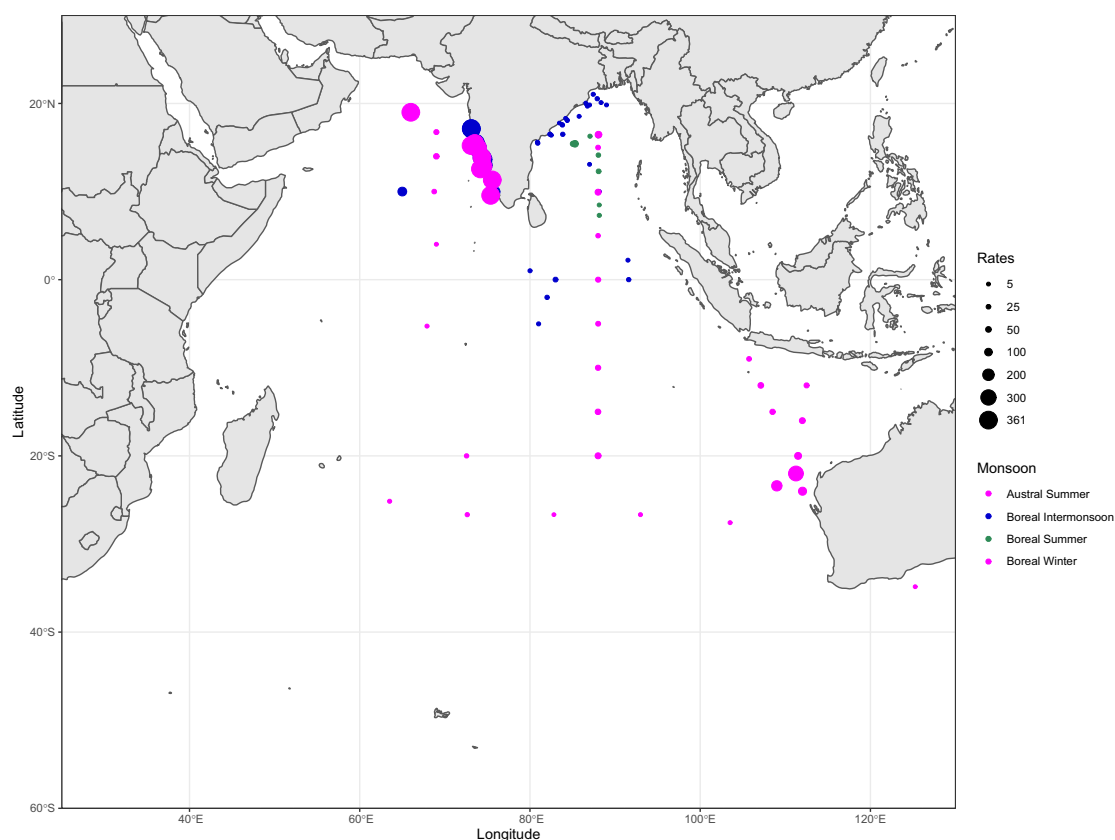 20°N
0°
20°S
40°S
60°S
40°E
60°E
80°E
100°E
120°E
Longitude
Latitude
Rates
5
25
50
100
200
300
361
Monsoon
Austral Summer
Boreal Intermonsoon
Boreal Summer
Boreal Winter